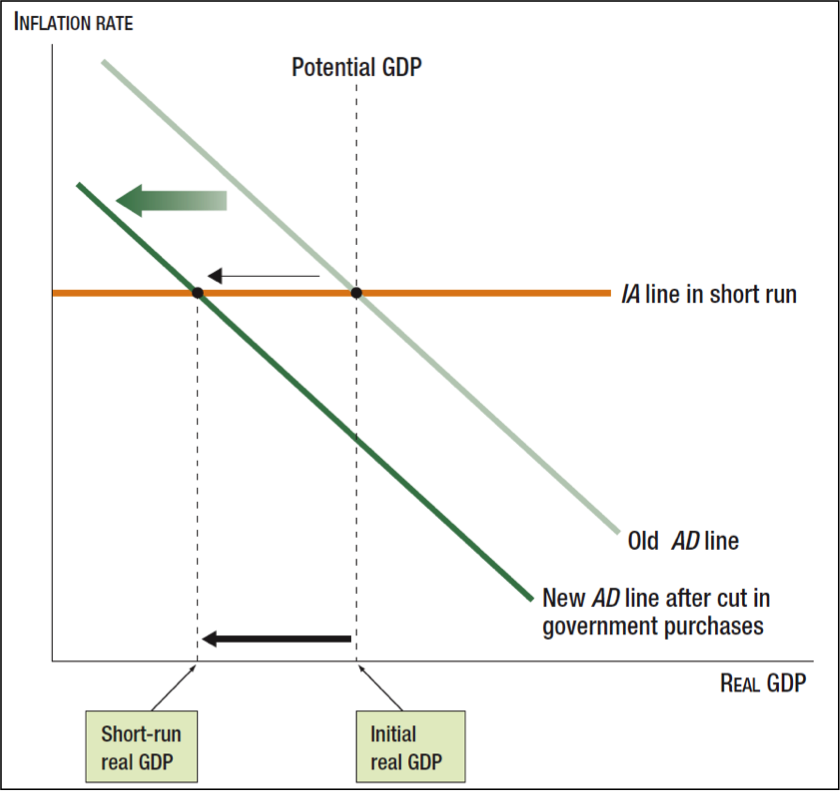 INFLATION RATE
Potential GDP
IA line in short run
Old AD line
New AD line after cut in
government purchases
REAL GDP
Short-run
real GDP
Initial
real GDP